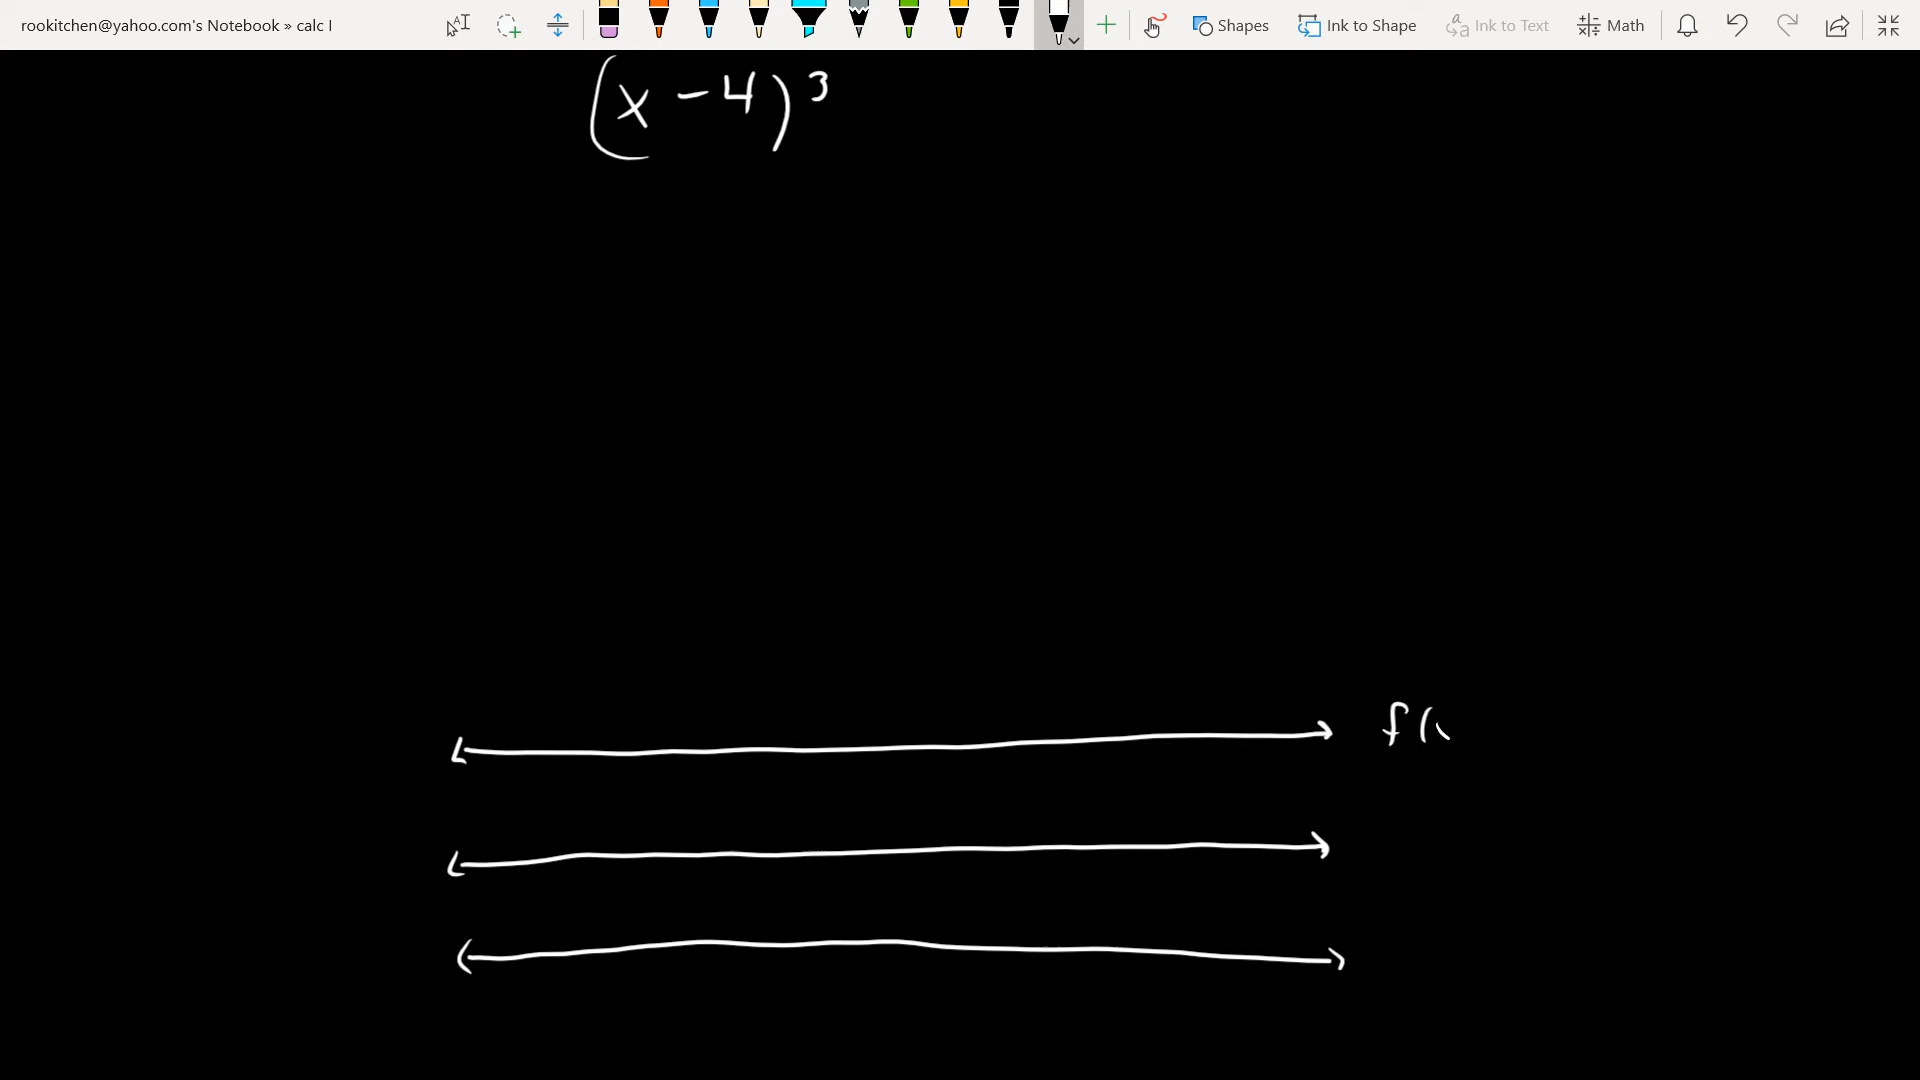 rookitchen@yahoo.com's Notebook » calc I
Shapes
Ink to Shape
Ink to Text
Math
(x - 4)³
f(